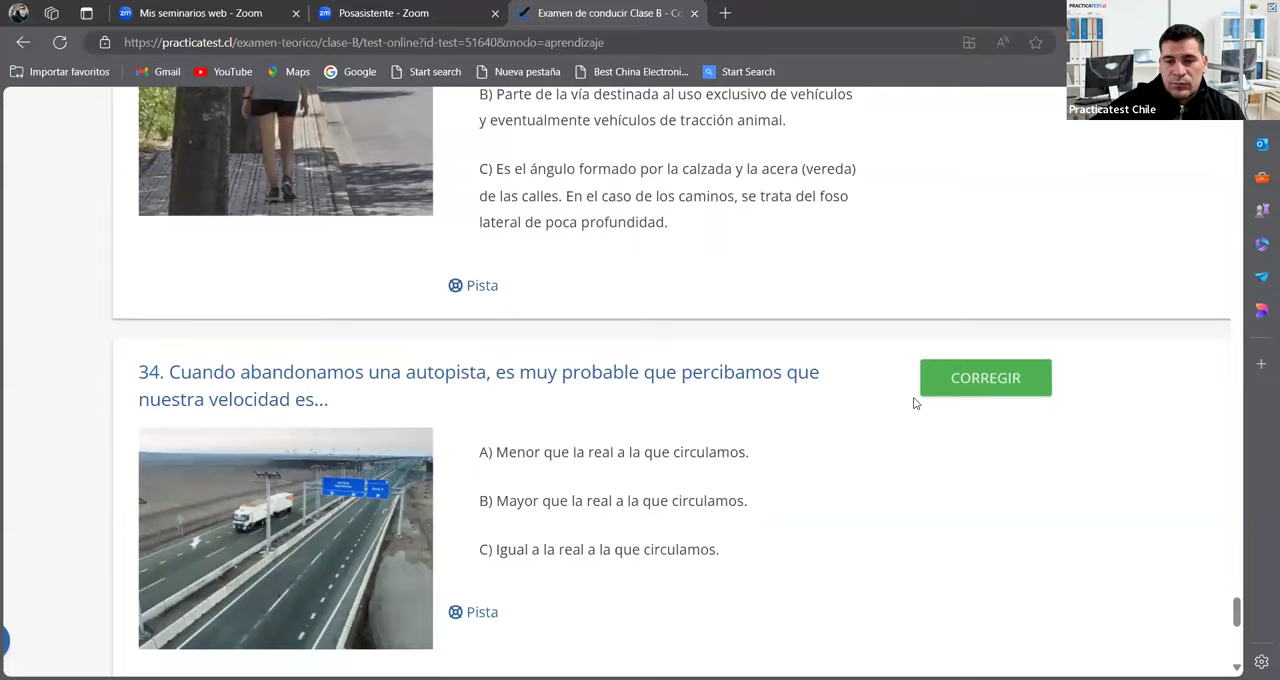 Mis seminarios web - Zoom
Posasistente - Zoom
Examen de conducir Clase B - Co
https://practicatest.cl/examen-teorico/clase-B/test-online?id-test=51640&modo=aprendizaje
Importar favoritos
Gmail
YouTube
Maps
Google
Start search
Nueva pestaña
Best China Electroni...
Start Search
PRACTICATEST.cl
Practicatest Chile
B) Parte de la vía destinada al uso exclusivo de vehículos
y eventualmente vehículos de tracción animal.
C) Es el ángulo formado por la calzada y la acera (vereda)
de las calles. En el caso de los caminos, se trata del foso
lateral de poca profundidad.
Pista
34. Cuando abandonamos una autopista, es muy probable que percibamos que
nuestra velocidad es...
CORREGIR
A) Menor que la real a la que circulamos.
B) Mayor que la real a la que circulamos.
C) Igual a la real a la que circulamos.
Pista